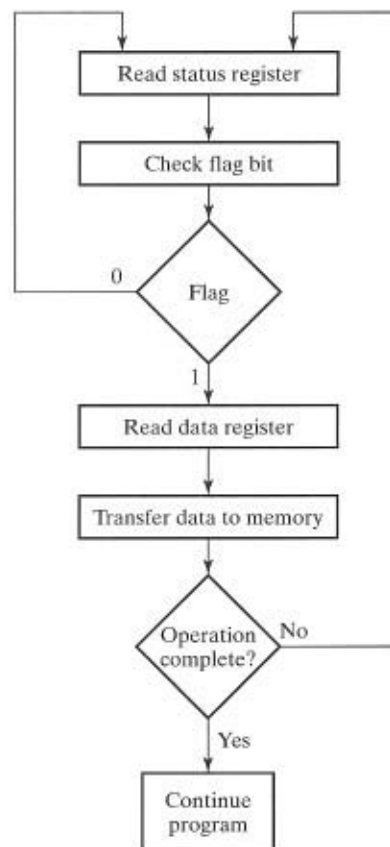 Read status register
Check flag bit
0
Flag
1
Read data register
Transfer data to memory
Operation
complete?
No
Yes
Continue
program